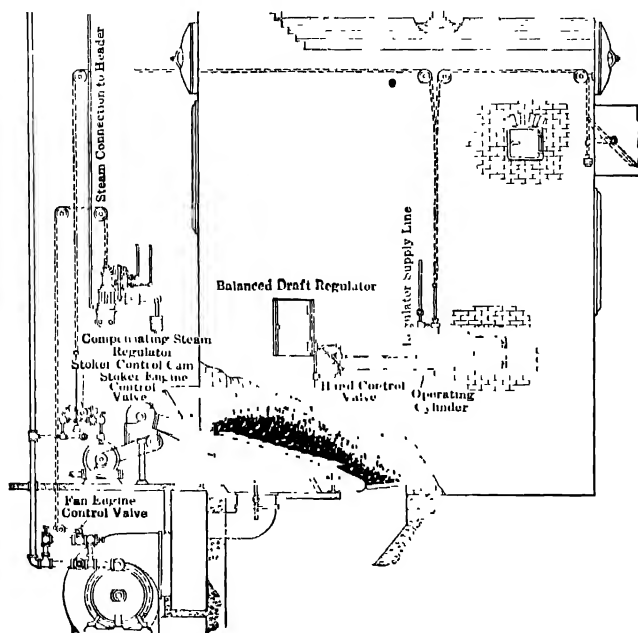 Steam Connection to Header
Balanced Draft Regulator
Regulator Supply Line
Compensating Steam
Regulator
Stoker Control Cam
Stoker Engine
Control
Valve
Hand Control
Valve
Operating
Cylinder
Fan Engine
Control Valve